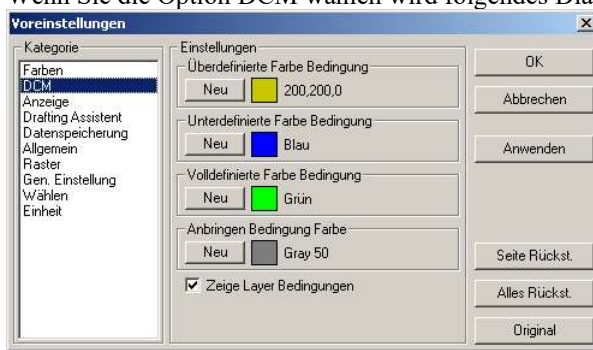 Wenn Sie die Option DCM wählen wird folgendes Dia
Voreinstellungen
Kategorie
Farben
DCM
Anzeige
Drafting Assistent
Datenspeicherung
Allgemein
Raster
Gen. Einstellung
Wählen
Einheit
Einstellungen
Überdefinierte Farbe Bedingung
Neu 200,200,0
Unterdefinierte Farbe Bedingung
Neu Blau
Volldefinierte Farbe Bedingung
Neu Grün
Anbringen Bedingung Farbe
Neu Gray 50
Zeige Layer Bedingungen
OK
Abbrechen
Anwenden
Seite Rückst.
Alles Rückst.
Original